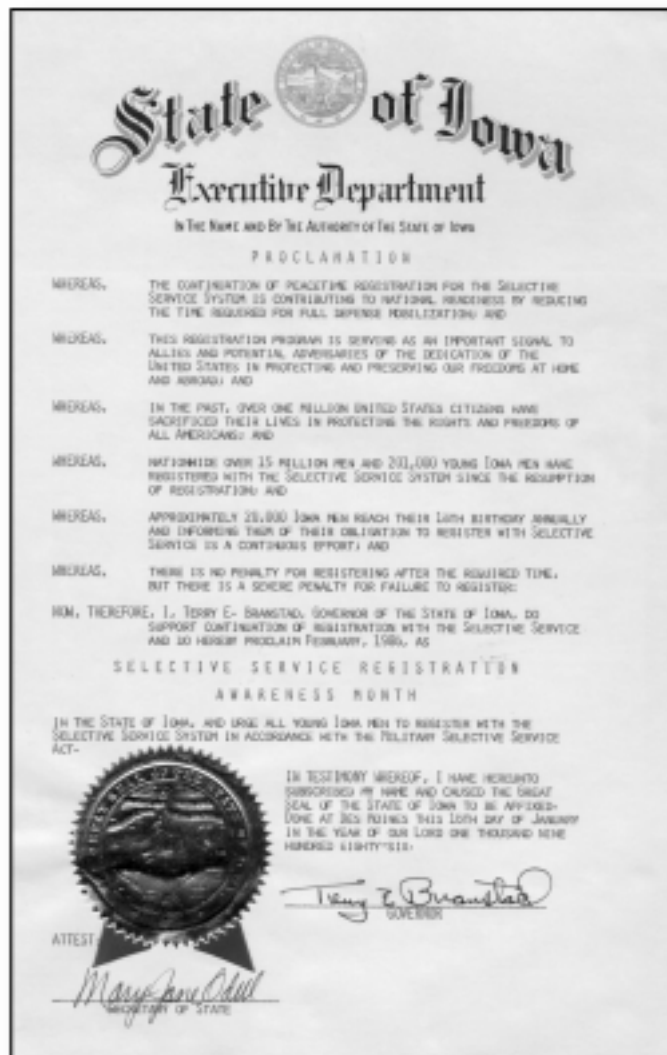 State of Iowa
Executive Department
IN THE NAME AND BY THE AUTHORITY OF THE STATE OF IOWA
PROCLAMATION
WHEREAS, THE CONTINUATION OF PEACETIME REGISTRATION FOR THE SELECTIVE
SERVICE SYSTEM IS CONTRIBUTING TO NATIONAL READINESS BY REDUCING
THE TIME REQUIRED FOR FULL DEFENSE MOBILIZATION; AND
WHEREAS, THIS REGISTRATION PROGRAM IS SERVING AS AN IMPORTANT SIGNAL TO
ALLIES AND POTENTIAL ADVERSARIES OF THE DEDICATION OF THE
UNITED STATES IN PROTECTING AND PRESERVING OUR FREEDOMS AT HOME
AND ABROAD; AND
WHEREAS, IN THE PAST, OVER ONE MILLION UNITED STATES CITIZENS HAVE
SACRIFICED THEIR LIVES IN PROTECTING THE RIGHTS AND FREEDOMS OF
ALL AMERICANS; AND
WHEREAS, NATIONWIDE OVER 15 MILLION MEN AND 201,000 YOUNG IOWA MEN HAVE
REGISTERED WITH THE SELECTIVE SERVICE SYSTEM SINCE THE RESUMPTION
OF REGISTRATION; AND
WHEREAS, APPROXIMATELY 20,000 IOWA MEN REACH THEIR 18TH BIRTHDAY ANNUALLY
AND INFORMING THEM OF THEIR OBLIGATION TO REGISTER WITH SELECTIVE
SERVICE IS A CONTINUOUS EFFORT; AND
WHEREAS, THERE IS NO PENALTY FOR REGISTERING AFTER THE REQUIRED TIME,
BUT THERE IS A SEVERE PENALTY FOR FAILURE TO REGISTER:
NOW, THEREFORE, I, TERRY E. BRANSTAD, GOVERNOR OF THE STATE OF IOWA, DO
SUPPORT CONTINUATION OF REGISTRATION WITH THE SELECTIVE SERVICE
AND DO HEREBY PROCLAIM FEBRUARY, 1986, AS
SELECTIVE SERVICE REGISTRATION
AWARENESS MONTH
IN THE STATE OF IOWA, AND URGE ALL YOUNG IOWA MEN TO REGISTER WITH THE
SELECTIVE SERVICE SYSTEM IN ACCORDANCE WITH THE MILITARY SELECTIVE SERVICE
ACT.
IN TESTIMONY WHEREOF, I HAVE HEREUNTO
SUBSCRIBED MY NAME AND CAUSED THE GREAT
SEAL OF THE STATE OF IOWA TO BE AFFIXED.
DONE AT DES MOINES THIS DAY OF JANUARY
IN THE YEAR OF OUR LORD ONE THOUSAND NINE
HUNDRED EIGHTY-SIX.
Terry E Branstad
GOVERNOR
ATTEST:
Mary Jane Odell
SECRETARY OF STATE